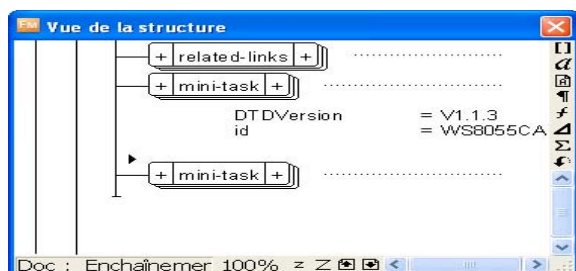 FM Vue de la structure
+ related-links +
+ mini-task +
DTDVersion = V1.1.3
id = WS8055CA
+ mini-task +
Doc : Enchaînemer 100% z Z